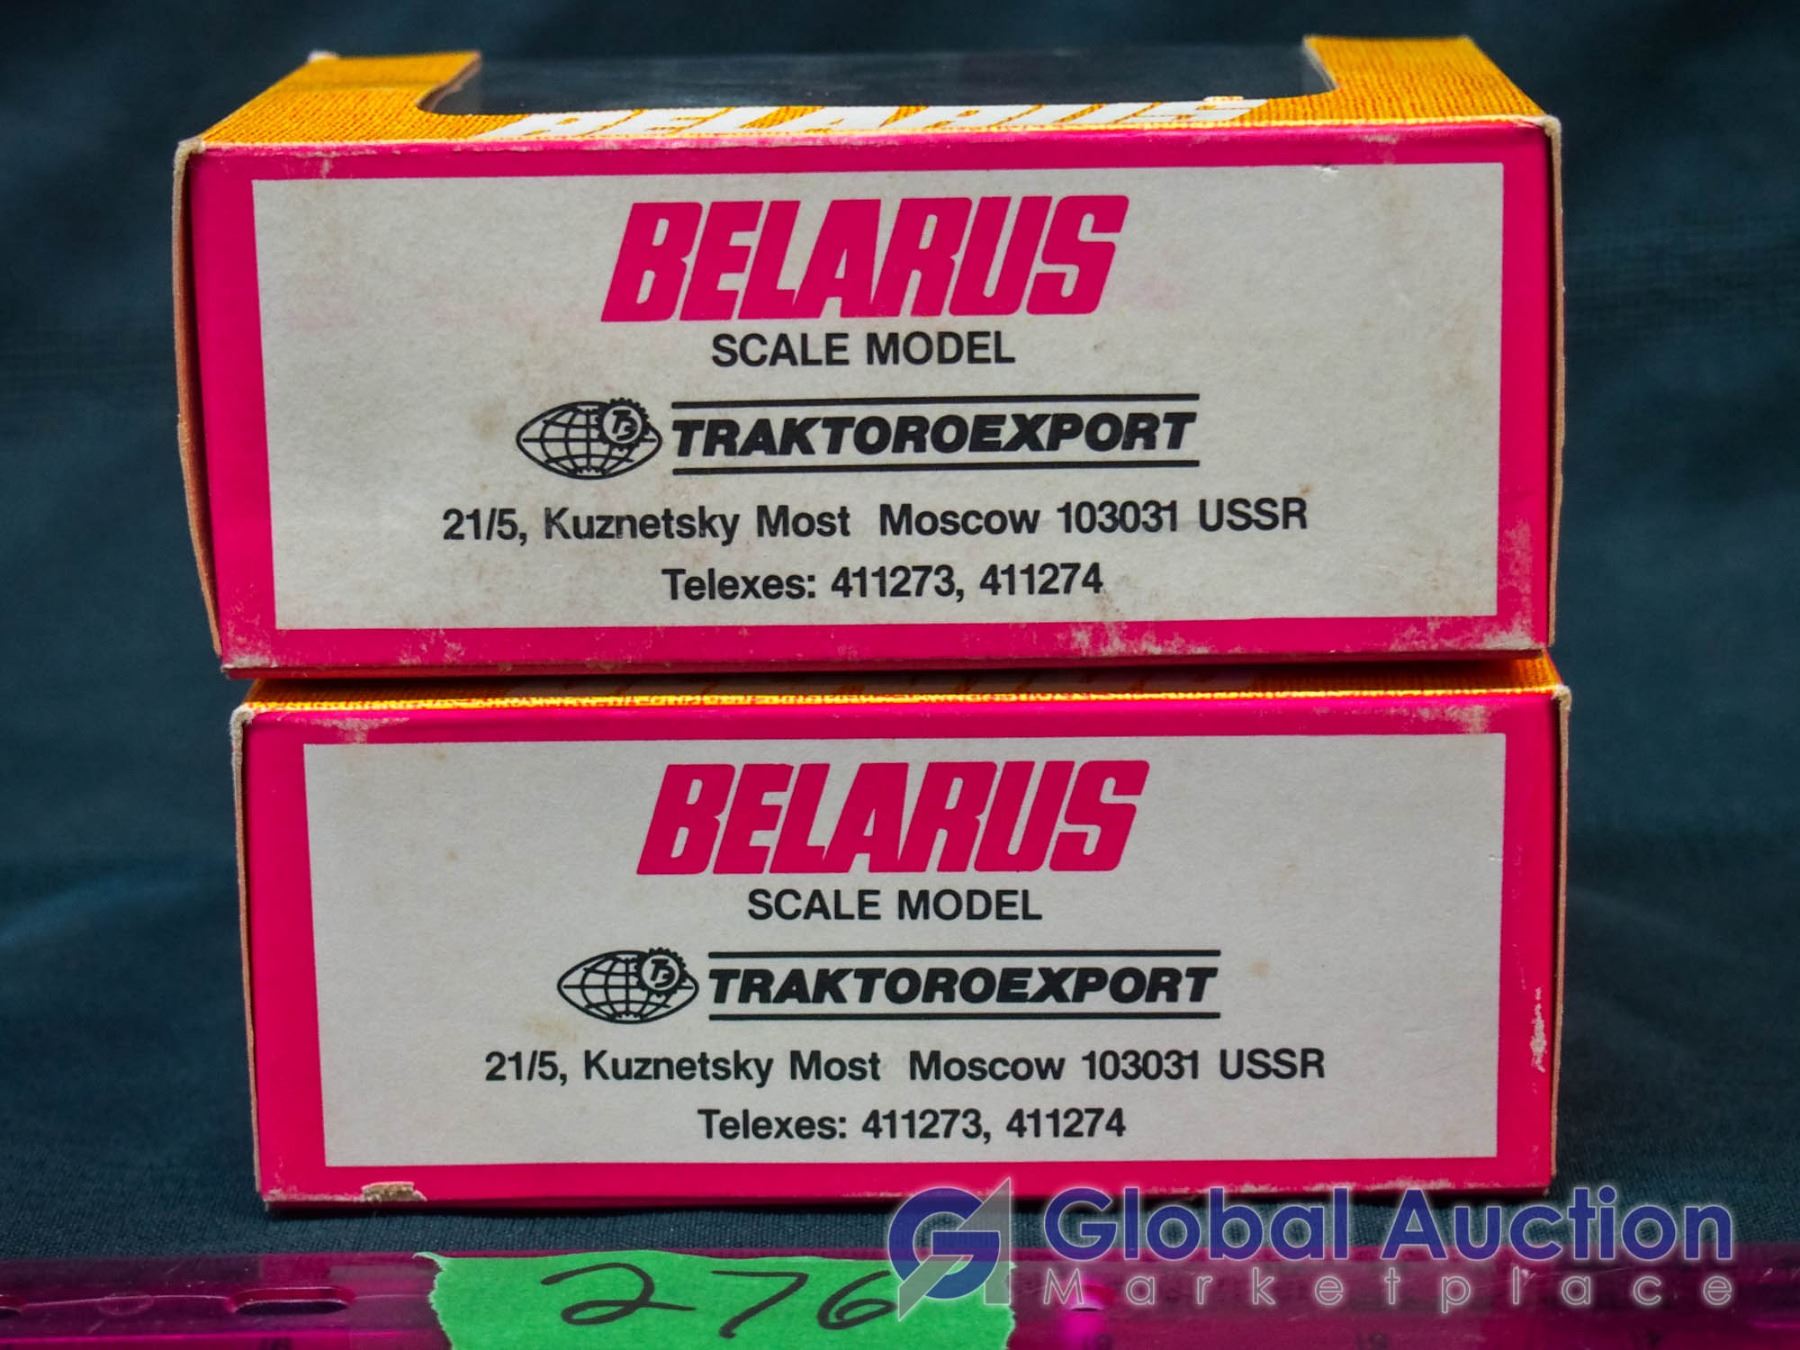 BELARUS
BELARUS
SCALE MODEL
TRAKTOROEXPORT
21/5, Kuznetsky Most Moscow 103031 USSR
Telexes: 411273, 411274
BELARUS
SCALE MODEL
TRAKTOROEXPORT
21/5, Kuznetsky Most Moscow 103031 USSR
Telexes: 411273, 411274
276
Global Auction
Marketplace